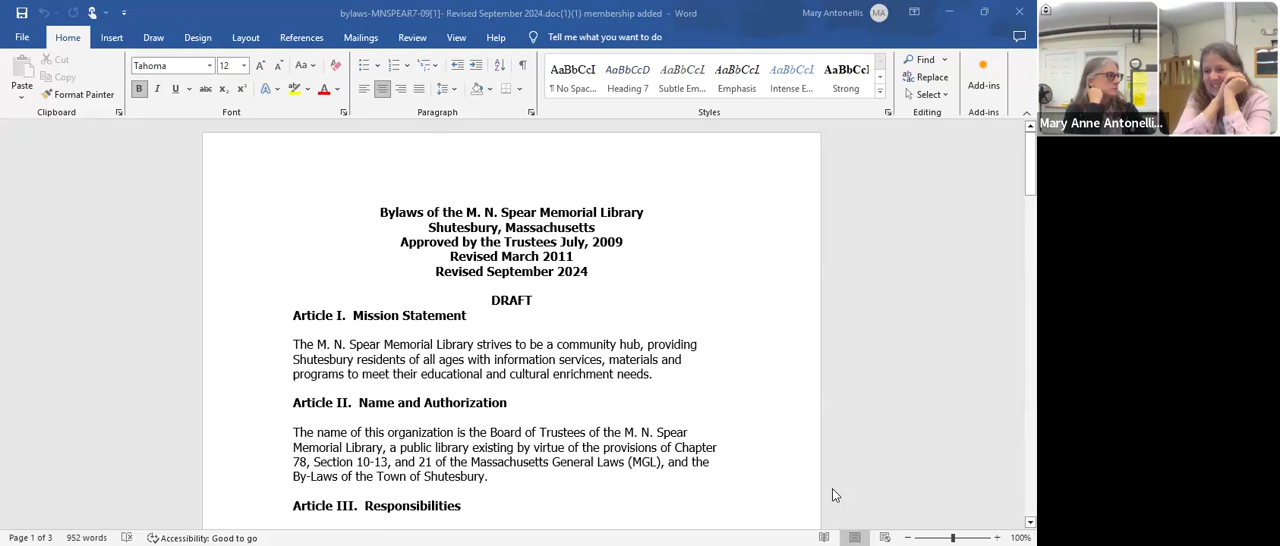 bylaws-MNSPEAR7-09[1]- Revised September 2024.doc(1)(1) membership added - Word
Mary Antonellis
MA
File Home Insert Draw Design Layout References Mailings Review View Help Tell me what you want to do
Paste
Cut
Copy
Format Painter
Clipboard
Tahoma 12
Font
Paragraph
AaBbCcI AaBbCcD AaBbCcL AaBbCcL AaBbCcL AaBbCcI
¶ No Spac... Heading 7 Subtle Em... Emphasis Intense E... Strong
Styles
Find
Replace
Select
Editing
Add-ins
Add-ins
Mary Anne Antonelli...
Bylaws of the M. N. Spear Memorial Library
Shutesbury, Massachusetts
Approved by the Trustees July, 2009
Revised March 2011
Revised September 2024
DRAFT
Article I. Mission Statement
The M. N. Spear Memorial Library strives to be a community hub, providing
Shutesbury residents of all ages with information services, materials and
programs to meet their educational and cultural enrichment needs.
Article II. Name and Authorization
The name of this organization is the Board of Trustees of the M. N. Spear
Memorial Library, a public library existing by virtue of the provisions of Chapter
78, Section 10-13, and 21 of the Massachusetts General Laws (MGL), and the
By-Laws of the Town of Shutesbury.
Article III. Responsibilities
Page 1 of 3 952 words Accessibility: Good to go 100%